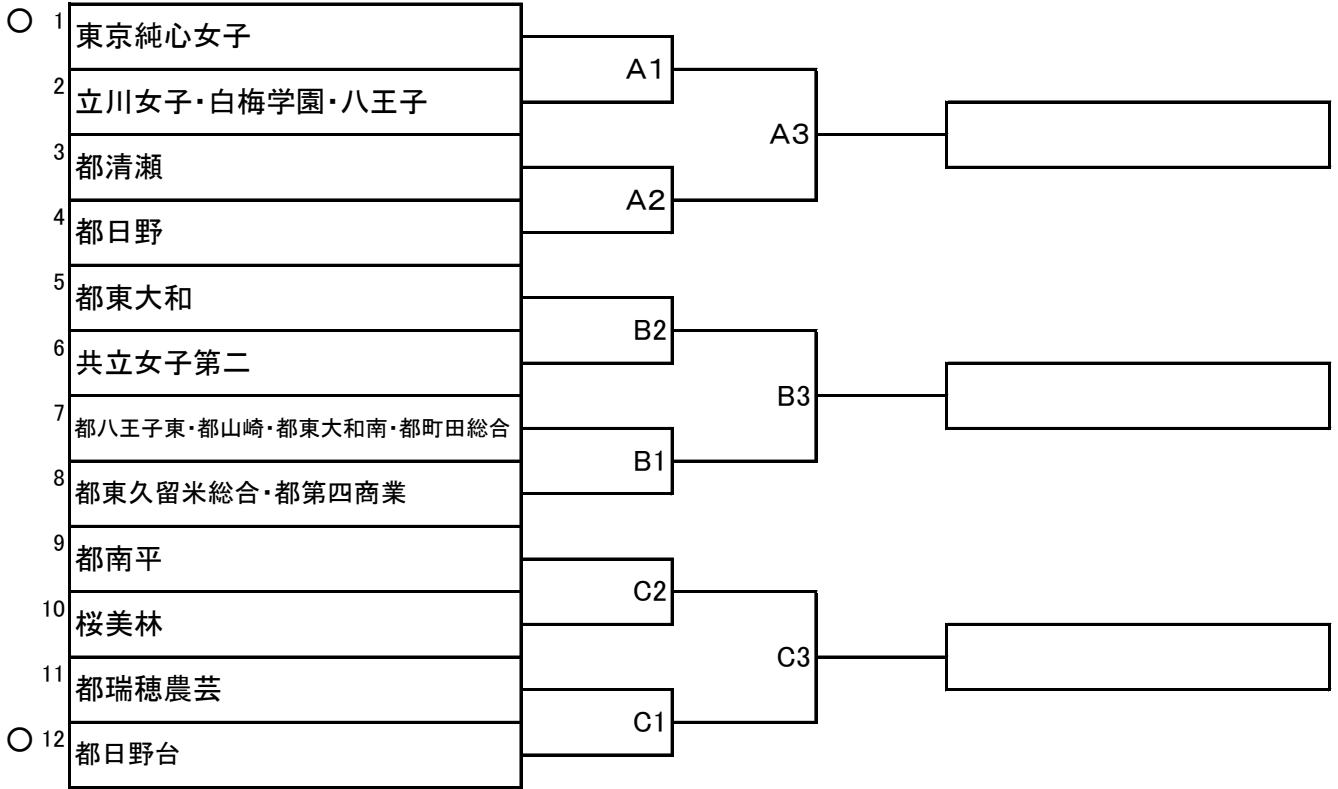 ○ 1 東京純心女子
2 立川女子・白梅学園・八王子
3 都清瀬
4 都日野
5 都東大和
6 共立女子第二
7 都八王子東・都山崎・都東大和南・都町田総合
8 都東久留米総合・都第四商業
9 都南平
10 桜美林
11 都瑞穂農芸
○ 12 都日野台
A1
A2
A3
B2
B1
B3
C2
C1
C3